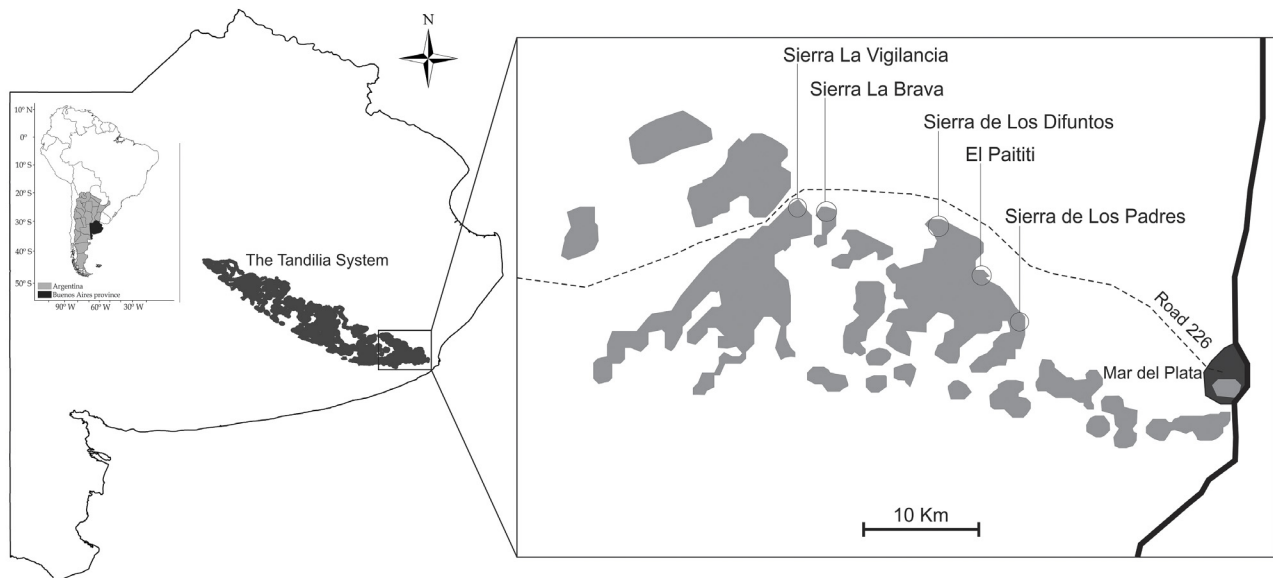 N
10° N
0°
10° S
20° S
30° S
40° S
50° S
Argentina
Buenos Aires province
90° W 60° W 30° W
The Tandilia System
Sierra La Vigilancia
Sierra La Brava
Sierra de Los Difuntos
El Paititi
Sierra de Los Padres
Road 226
Mar del Plata
10 Km